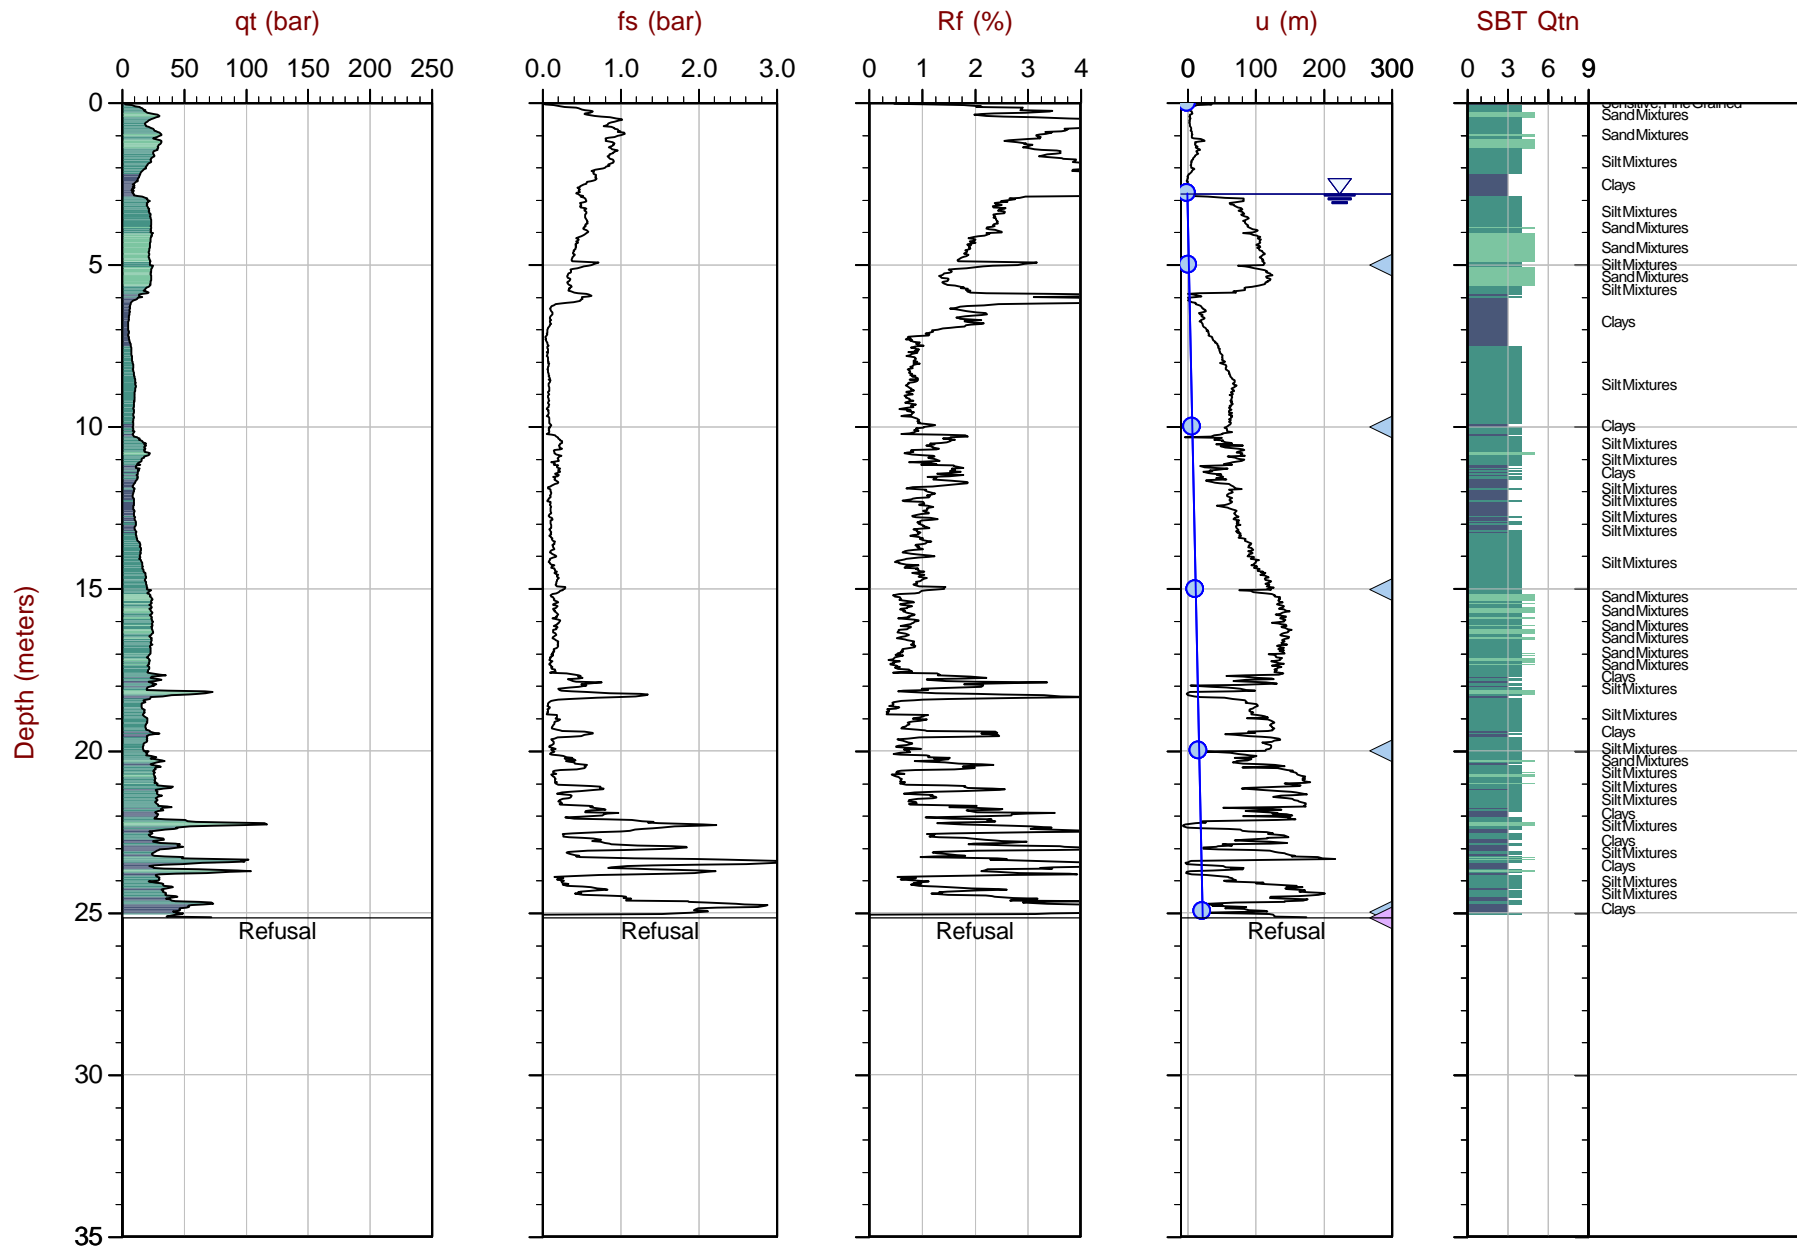 qt (bar) fs (bar) Rf (%) u (m) SBT Qtn
0 50 100 150 200 250 0.0 1.0 2.0 3.0 0 1 2 3 4 0 100 200 300 0 3 6 9
Depth (meters)
0
5
10
15
20
25
30
35
Sensitive, Fine Grained
Sand Mixtures
Sand Mixtures
Silt Mixtures
Clays
Silt Mixtures
Sand Mixtures
Sand Mixtures
Silt Mixtures
Sand Mixtures
Silt Mixtures
Clays
Silt Mixtures
Clays
Silt Mixtures
Silt Mixtures
Clays
Silt Mixtures
Silt Mixtures
Silt Mixtures
Silt Mixtures
Silt Mixtures
Sand Mixtures
Sand Mixtures
Sand Mixtures
Sand Mixtures
Sand Mixtures
Sand Mixtures
Clays
Silt Mixtures
Silt Mixtures
Clays
Silt Mixtures
Sand Mixtures
Silt Mixtures
Silt Mixtures
Silt Mixtures
Clays
Silt Mixtures
Clays
Silt Mixtures
Clays
Silt Mixtures
Silt Mixtures
Clays
Refusal Refusal Refusal Refusal